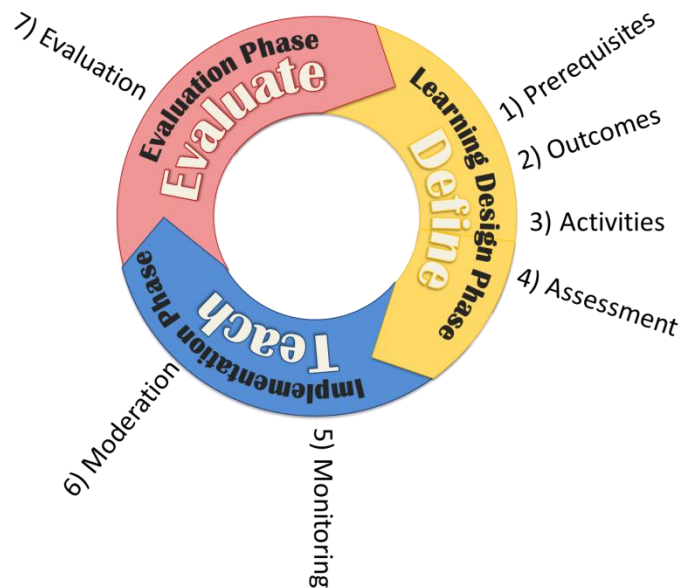 Learning Design Phase
Define
1) Prerequisites
2) Outcomes
3) Activities
4) Assessment
Implementation Phase
Teach
5) Monitoring
6) Moderation
Evaluation Phase
Evaluate
7) Evaluation